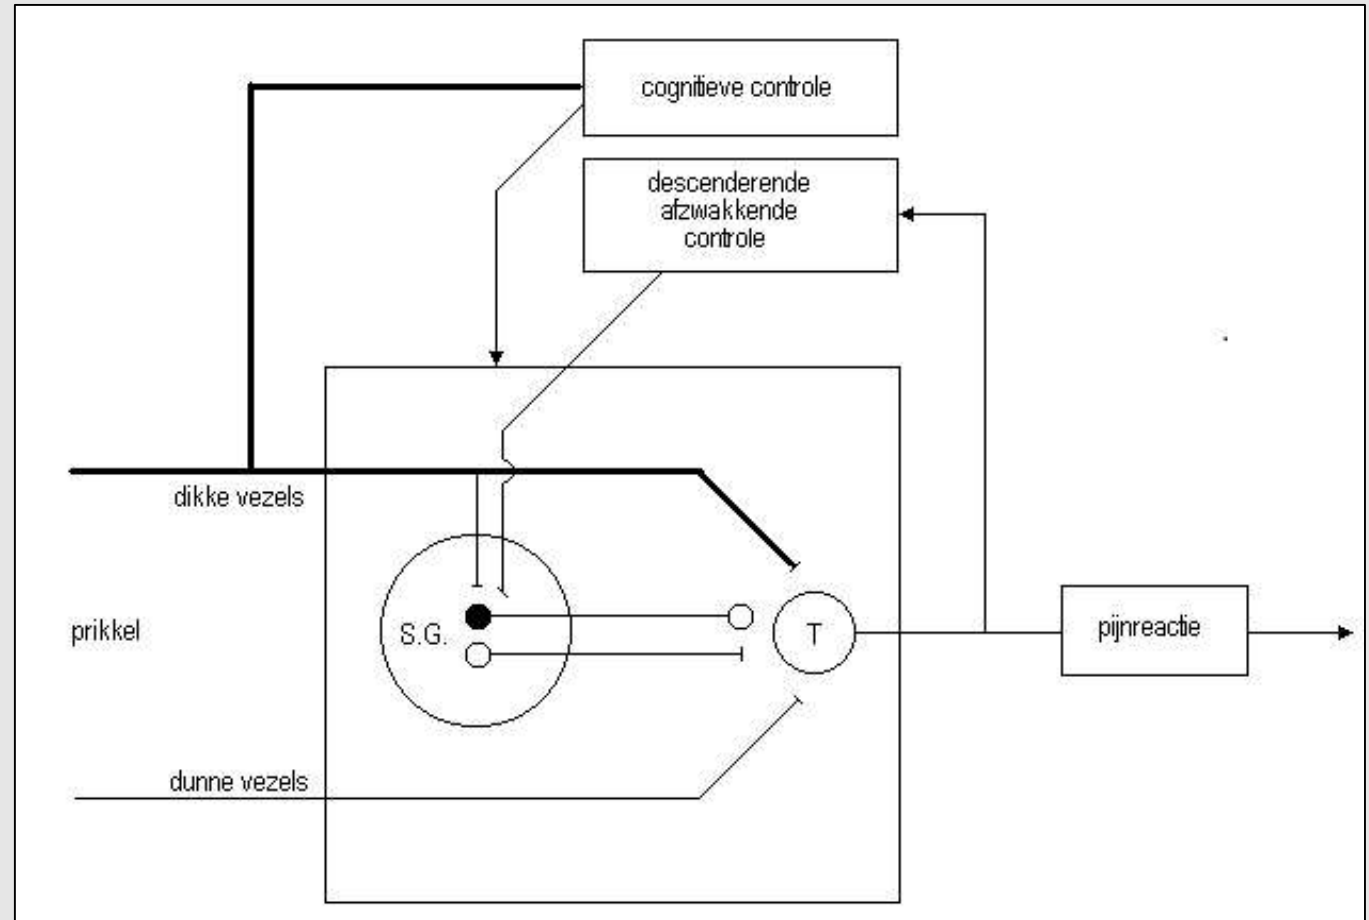 cognitieve controle
descenderende
afzwakkende
controle
dikke vezels
prikkel
S.G.
T
pijnreactie
dunne vezels